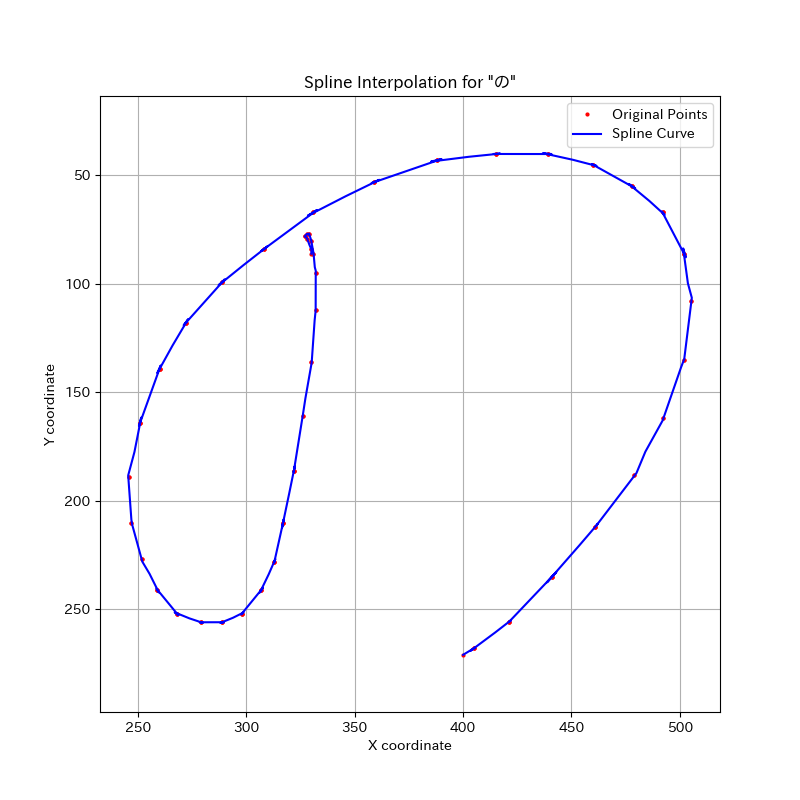 Spline Interpolation for "の"
Original Points
Spline Curve
50
100
150
200
250
Y coordinate
250 300 350 400 450 500
X coordinate